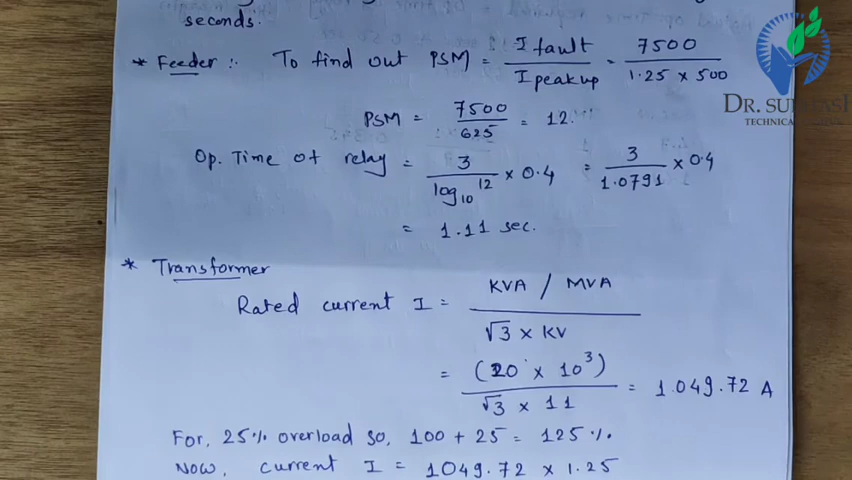 seconds.
* Feeder :- To find out PSM = I fault / I peakup = 7500 / 1.25 x 500
PSM = 7500 / 625 = 12.
Op. Time of relay = 3 / log10 12 x 0.4 = 3 / 1.0791 x 0.4
= 1.11 sec.
* Transformer
Rated current I = KVA / MVA / √3 x KV
= (20 x 10³) / √3 x 11 = 1.049.72 A
For, 25% overload so, 100 + 25 = 125%.
Now, current I = 1049.72 x 1.25
DR. SU
TECHNICA